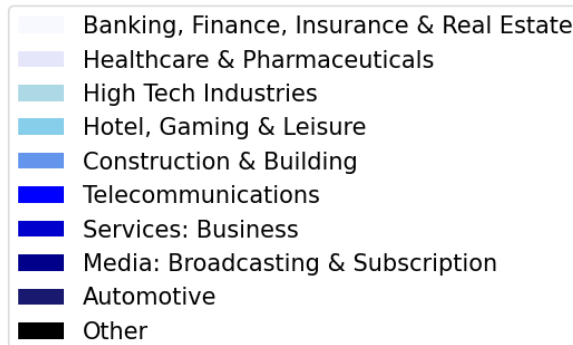 Banking, Finance, Insurance & Real Estate
Healthcare & Pharmaceuticals
High Tech Industries
Hotel, Gaming & Leisure
Construction & Building
Telecommunications
Services: Business
Media: Broadcasting & Subscription
Automotive
Other